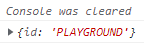 Console was cleared
▶ {id: 'PLAYGROUND'}